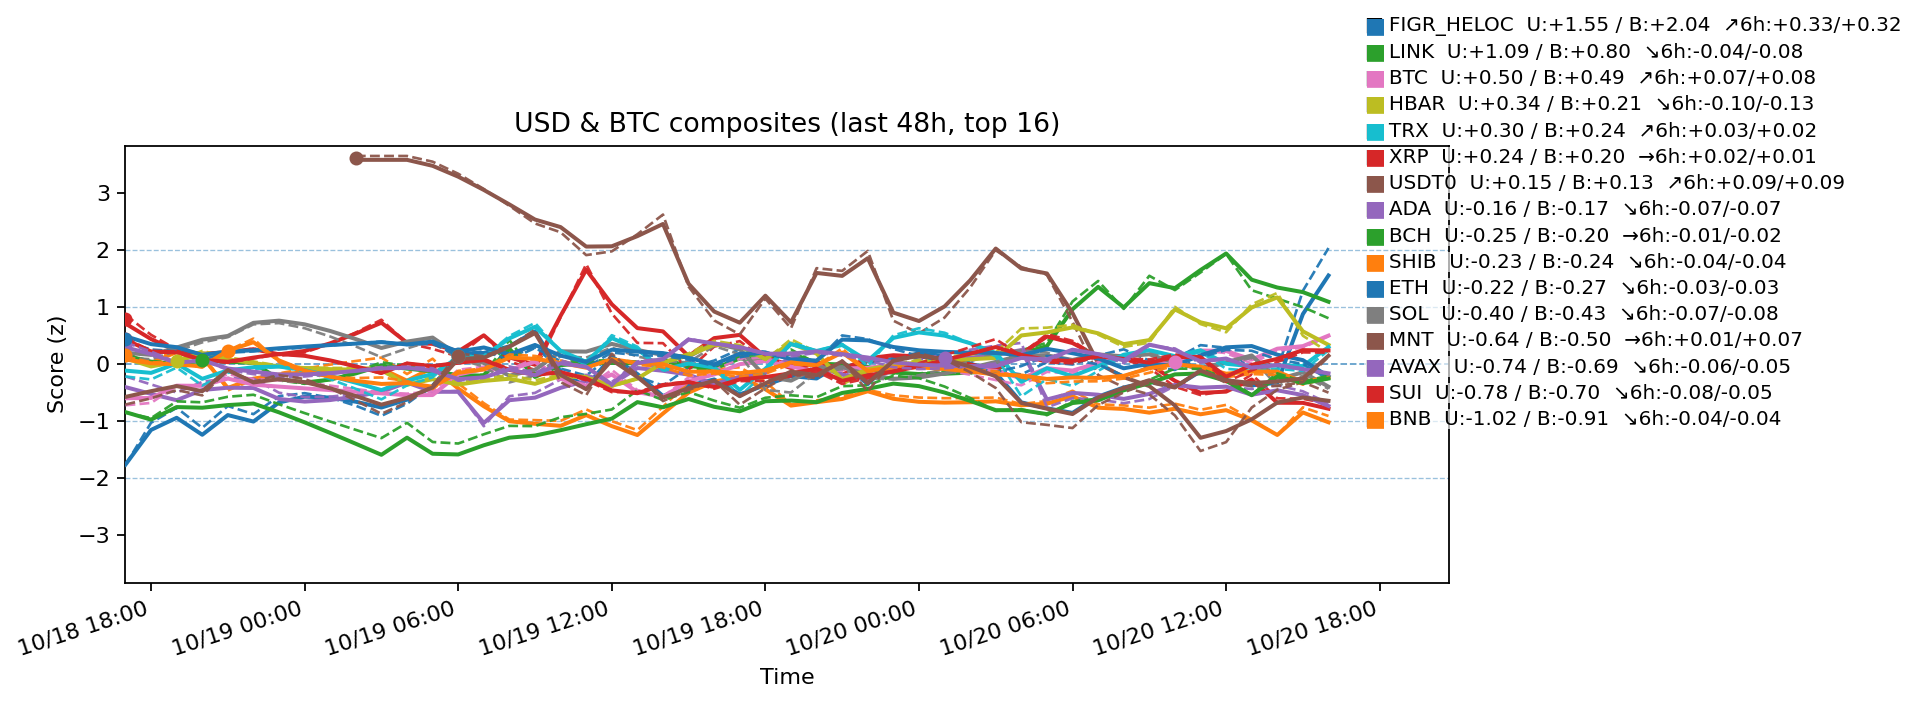 FIGR_HELOC U:+1.55 / B:+2.04 ↗6h:+0.33/+0.32
LINK U:+1.09 / B:+0.80 ↘6h:-0.04/-0.08
BTC U:+0.50 / B:+0.49 ↗6h:+0.07/+0.08
HBAR U:+0.34 / B:+0.21 ↘6h:-0.10/-0.13
TRX U:+0.30 / B:+0.24 ↗6h:+0.03/+0.02
XRP U:+0.24 / B:+0.20 →6h:+0.02/+0.01
USDT0 U:+0.15 / B:+0.13 ↗6h:+0.09/+0.09
ADA U:-0.16 / B:-0.17 ↘6h:-0.07/-0.07
BCH U:-0.25 / B:-0.20 →6h:-0.01/-0.02
SHIB U:-0.23 / B:-0.24 ↘6h:-0.04/-0.04
ETH U:-0.22 / B:-0.27 ↘6h:-0.03/-0.03
SOL U:-0.40 / B:-0.43 ↘6h:-0.07/-0.08
MNT U:-0.64 / B:-0.50 →6h:+0.01/+0.07
AVAX U:-0.74 / B:-0.69 ↘6h:-0.06/-0.05
SUI U:-0.78 / B:-0.70 ↘6h:-0.08/-0.05
BNB U:-1.02 / B:-0.91 ↘6h:-0.04/-0.04
USD & BTC composites (last 48h, top 16)
Score (z)
3
2
1
0
−1
−2
−3
10/18 18:00
10/19 00:00
10/19 06:00
10/19 12:00
10/19 18:00
10/20 00:00
10/20 06:00
10/20 12:00
10/20 18:00
Time